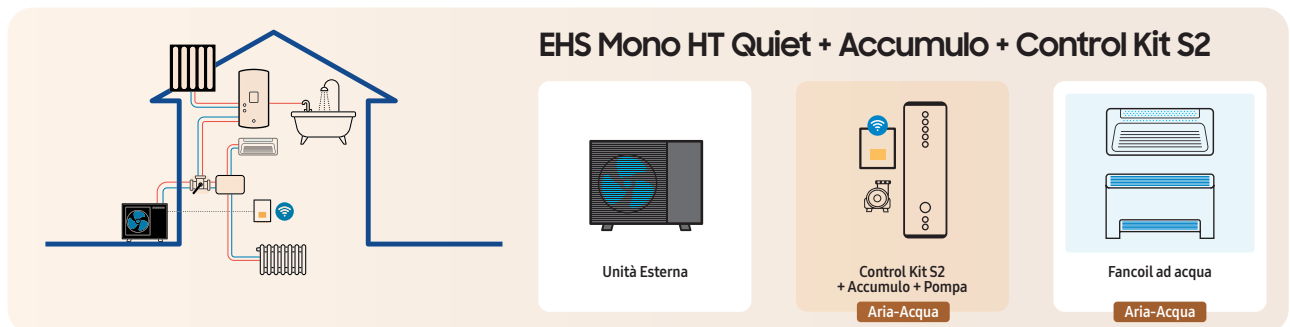 EHS Mono HT Quiet + Accumulo + Control Kit S2
Unità Esterna
Control Kit S2
+ Accumulo + Pompa
Aria-Acqua
Fancoil ad acqua
Aria-Acqua